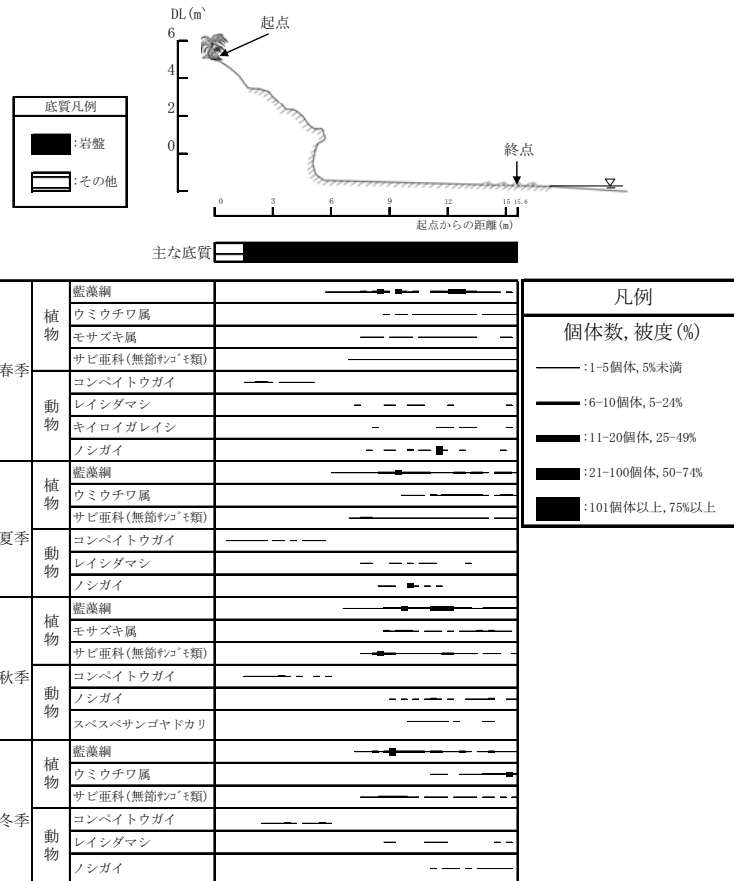 DL(m)
6
4
2
0
起点
終点
底質凡例
:岩盤
:その他
0 3 6 9 12 15 15.6
起点からの距離(m)
主な底質
凡例
個体数,被度(%)
:1-5個体,5%未満
:6-10個体,5-24%
:11-20個体,25-49%
:21-100個体,50-74%
:101個体以上,75%以上
春季
植物
藍藻綱
ウミウチワ属
モサズキ属
サビ亜科(無節サンゴモ類)
動物
コンペイトウガイ
レイシダマシ
キイロイガレイシ
ノシガイ
夏季
植物
藍藻綱
ウミウチワ属
サビ亜科(無節サンゴモ類)
動物
コンペイトウガイ
レイシダマシ
ノシガイ
秋季
植物
藍藻綱
モサズキ属
サビ亜科(無節サンゴモ類)
動物
コンペイトウガイ
ノシガイ
スベスベサンゴヤドカリ
冬季
植物
藍藻綱
ウミウチワ属
サビ亜科(無節サンゴモ類)
動物
コンペイトウガイ
レイシダマシ
ノシガイ